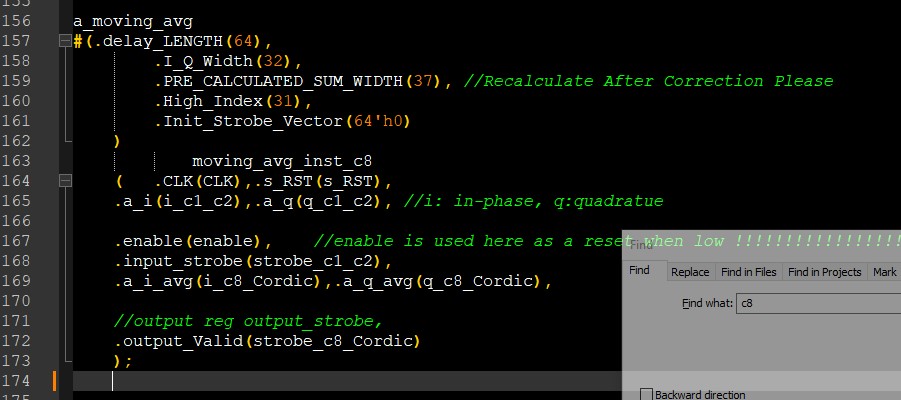 156 a_moving_avg
157 #(.delay_LENGTH(64),
158 .I_Q_Width(32),
159 .PRE_CALCULATED_SUM_WIDTH(37), //Recalculate After Correction Please
160 .High_Index(31),
161 .Init_Strobe_Vector(64'h0)
162 )
163 moving_avg_inst_c8
164 ( .CLK(CLK),.s_RST(s_RST),
165 .a_i(i_c1_c2),.a_q(q_c1_c2), //i: in-phase, q:quadratue
166
167 .enable(enable), //enable is used here as a reset when low !!!!!!!!!!!!!!!!!
168 .input_strobe(strobe_c1_c2),
169 .a_i_avg(i_c8_Cordic),.a_q_avg(q_c8_Cordic),
170
171 //output reg output_strobe,
172 .output_Valid(strobe_c8_Cordic)
173 );
174
Find
Find Replace Find in Files Find in Projects Mark
Find what: c8
Backward direction